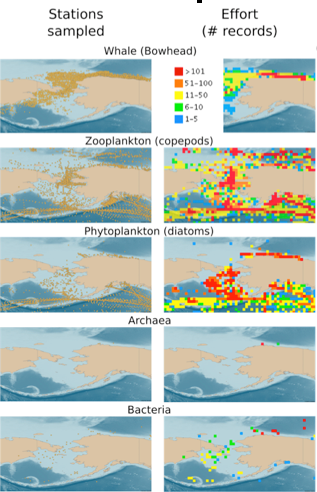 Stations
sampled
Effort
(# records)
Whale (Bowhead)
>101
51-100
11-50
6-10
1-5
Zooplankton (copepods)
Phytoplankton (diatoms)
Archaea
Bacteria